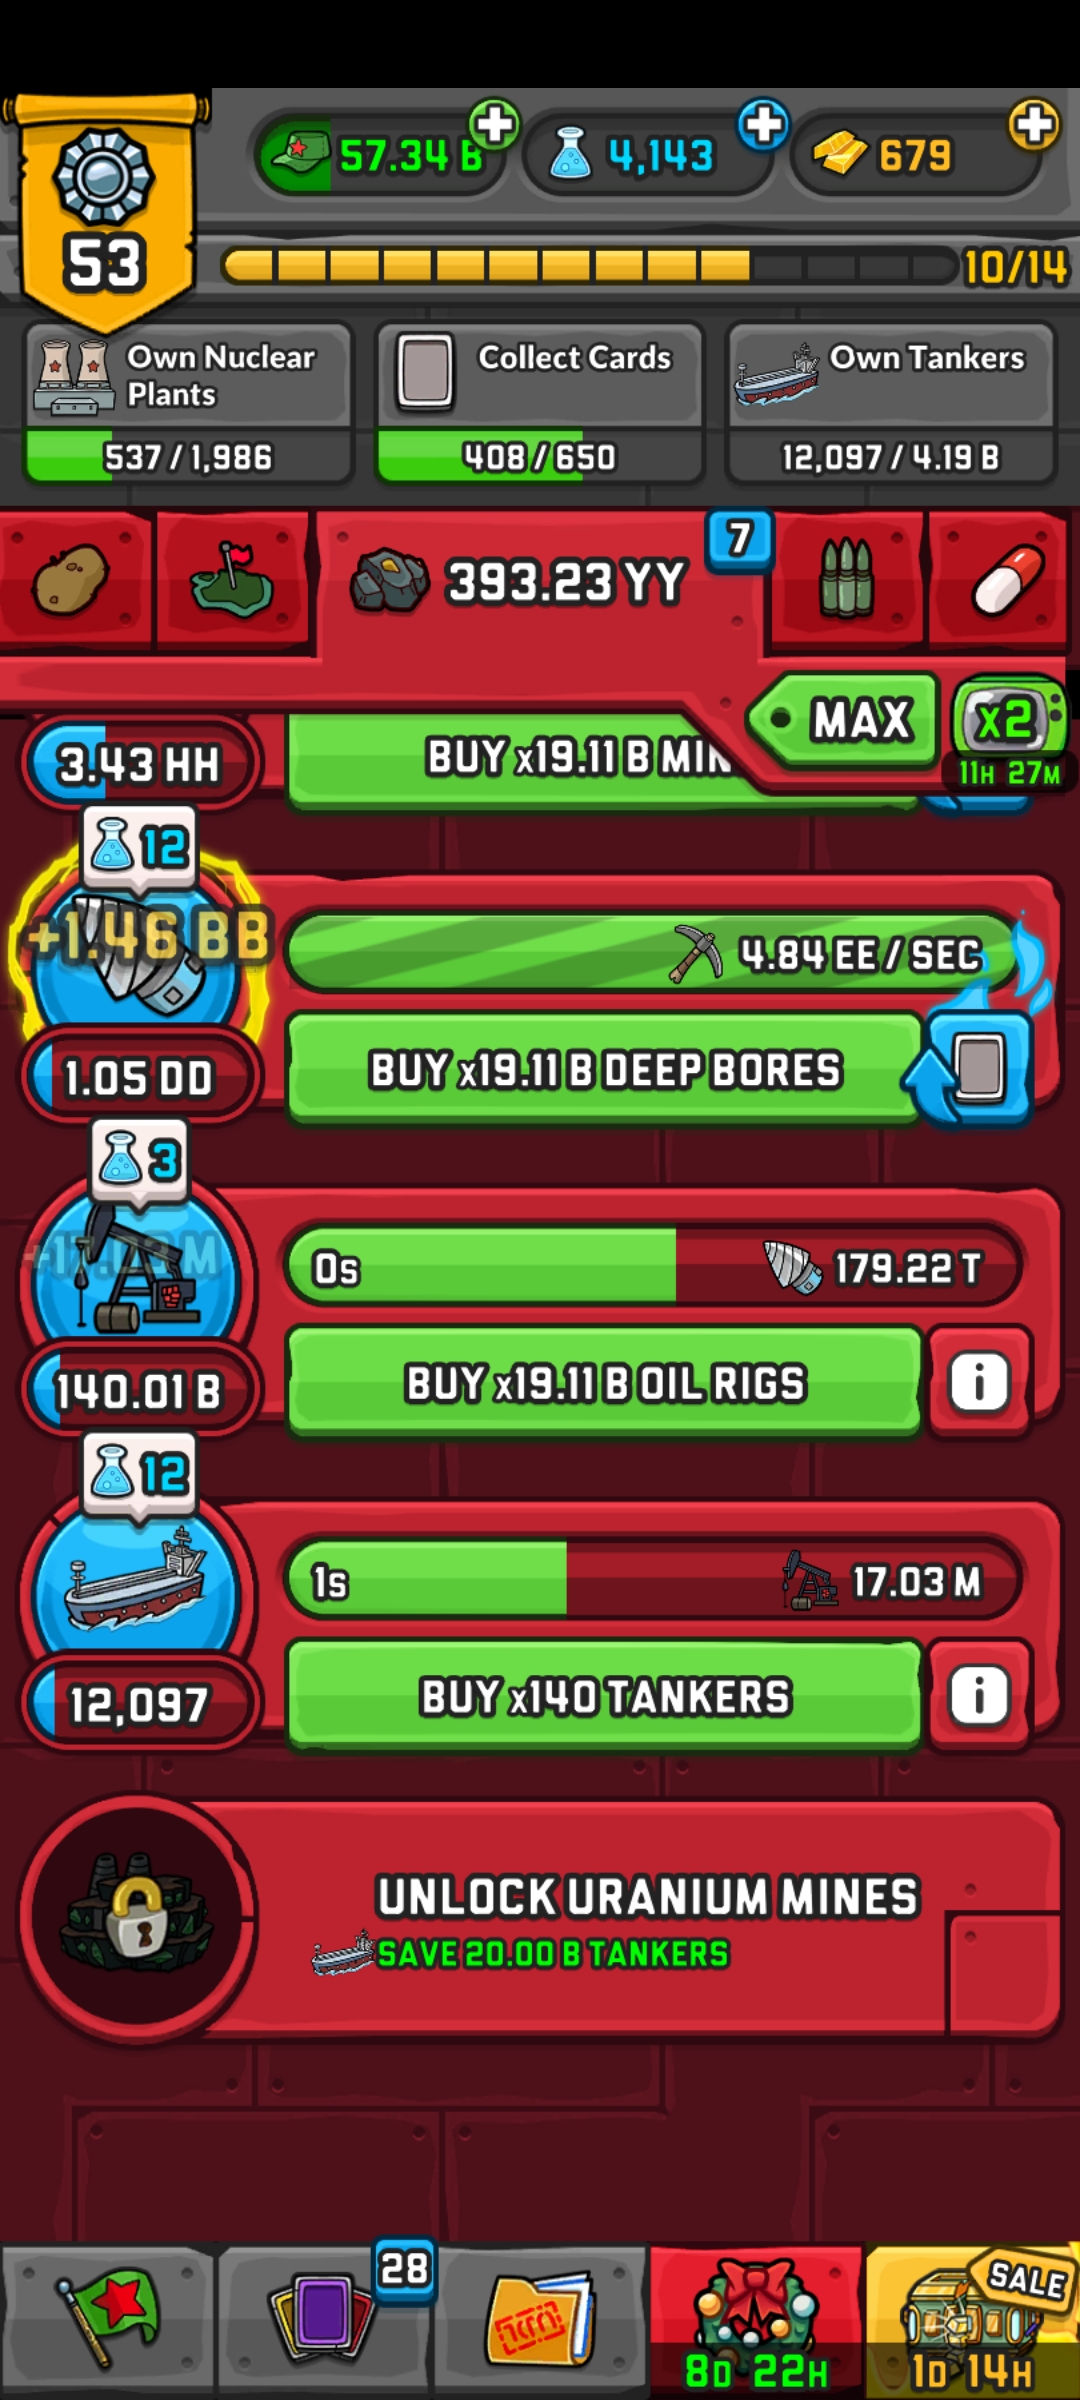 57.34 B
4,143
679
53
10/14
Own Nuclear
Plants
537/1,986
Collect Cards
408/650
Own Tankers
12,097/4.19 B
393.23 YY
7
MAX
x2
11H 27M
3.43 HH
BUY x19.11 B MIN
12
+1.46 BB
4.84 EE / SEC
1.05 DD
BUY x19.11 B DEEP BORES
3
+17.03 M
0s
179.22 T
140.01 B
BUY x19.11 B OIL RIGS
12
1s
17.03 M
12,097
BUY x140 TANKERS
UNLOCK URANIUM MINES
SAVE 20.00 B TANKERS
28
SALE
8D 22H
1D 14H